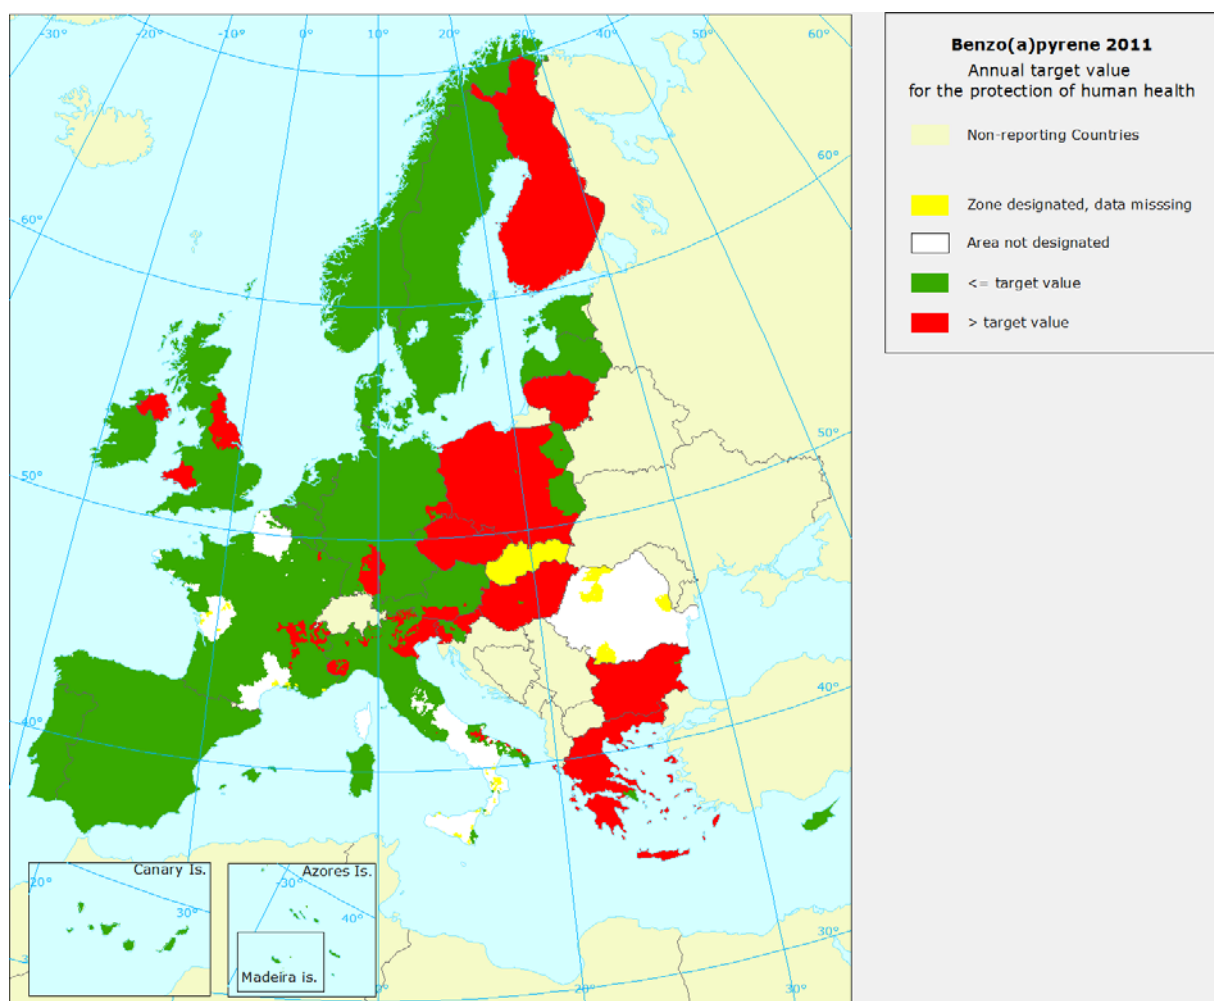 -30°
-20°
-10°
0°
10°
20°
30°
40°
50°
60°
60°
60°
50°
50°
40°
40°
30°
20°
30°
Canary Is.
20°
30°
Azores Is.
-30°
40°
Madeira is.
Benzo(a)pyrene 2011
Annual target value
for the protection of human health
Non-reporting Countries
Zone designated, data misssing
Area not designated
<= target value
> target value